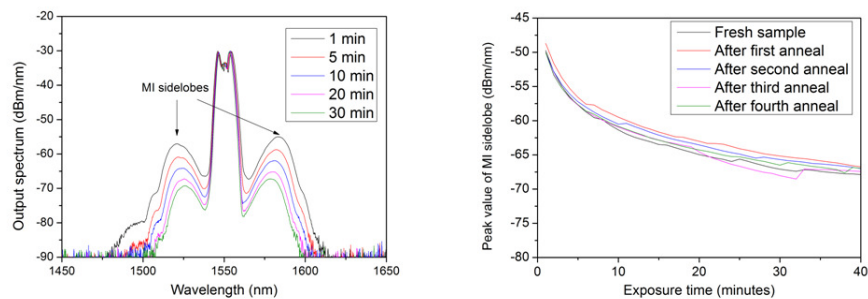 -20
-30
-40
-50
-60
-70
-80
-90
Output spectrum (dBm/nm)
MI sidelobes
1 min
5 min
10 min
20 min
30 min
1450
1500
1550
1600
1650
Wavelength (nm)
-45
-50
-55
-60
-65
-70
-75
-80
Peak value of MI sidelobe (dBm/nm)
Fresh sample
After first anneal
After second anneal
After third anneal
After fourth anneal
0
10
20
30
40
Exposure time (minutes)